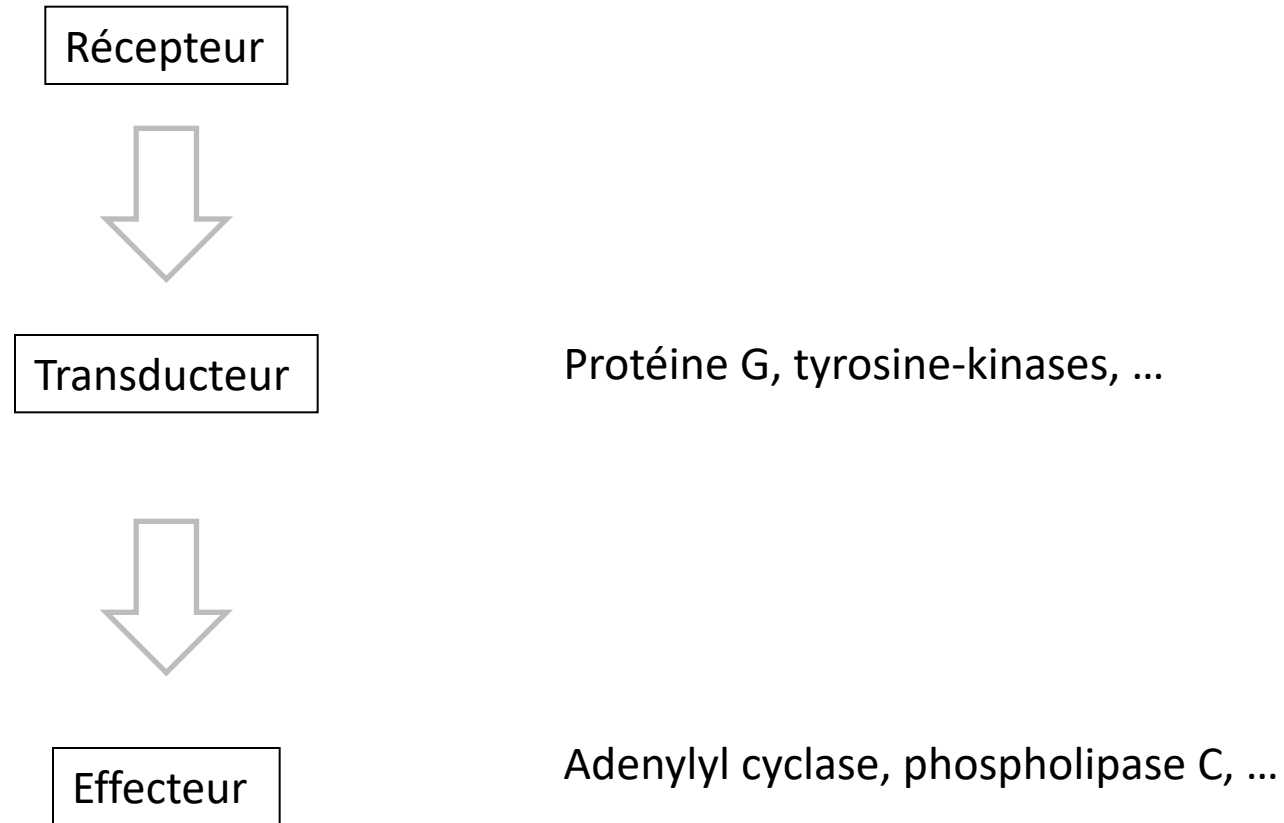 Récepteur
Transducteur
Protéine G, tyrosine-kinases, …
Effecteur
Adenylyl cyclase, phospholipase C, …